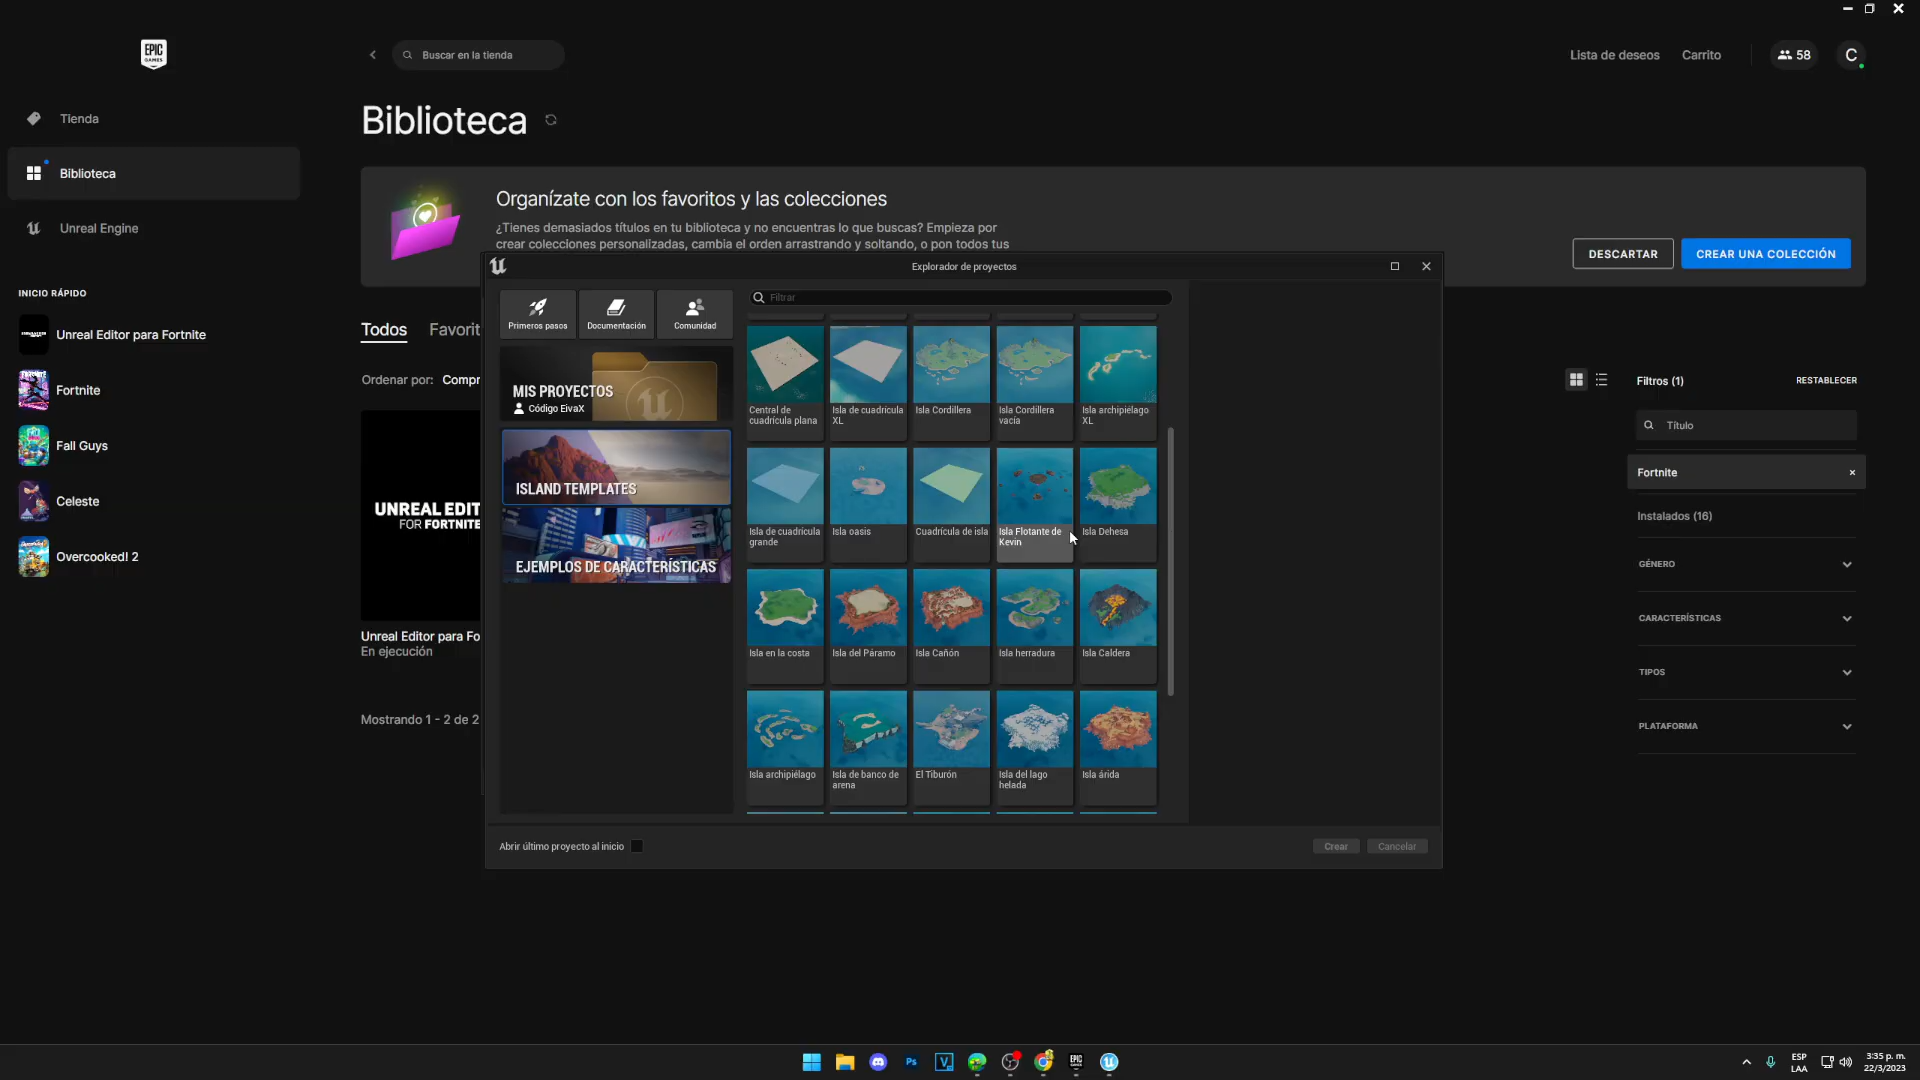 EPIC
GAMES
Buscar en la tienda
Lista de deseos
Carrito
58
C
Tienda
Biblioteca
Unreal Engine
INICIO RÁPIDO
Unreal Editor para Fortnite
Fortnite
Fall Guys
Celeste
Overcooked! 2
Biblioteca
Organízate con los favoritos y las colecciones
¿Tienes demasiados títulos en tu biblioteca y no encuentras lo que buscas? Empieza por
crear colecciones personalizadas, cambia el orden arrastrando y soltando, o pon todos tus
DESCARTAR
CREAR UNA COLECCIÓN
Todos
Favorit
Ordenar por:
Compr
UNREAL EDIT
FOR FORTNITE
Unreal Editor para Fo
En ejecución
Mostrando 1 - 2 de 2
Explorador de proyectos
Primeros pasos
Documentación
Comunidad
MIS PROYECTOS
Código EivaX
ISLAND TEMPLATES
EJEMPLOS DE CARACTERÍSTICAS
Filtrar
Central de
cuadrícula plana
Isla de cuadrícula
XL
Isla Cordillera
Isla Cordillera
vacía
Isla archipiélago
XL
Isla de cuadrícula
grande
Isla oasis
Cuadrícula de isla
Isla Flotante de
Kevin
Isla Dehesa
Isla en la costa
Isla del Páramo
Isla Cañón
Isla herradura
Isla Caldera
Isla archipiélago
Isla de banco de
arena
El Tiburón
Isla del lago
helada
Isla árida
Abrir último proyecto al inicio
Crear
Cancelar
Filtros (1)
RESTABLECER
Título
Fortnite
Instalados (16)
GÉNERO
CARACTERÍSTICAS
TIPOS
PLATAFORMA
Ps
V
EPIC
ESP
LAA
3:35 p. m.
22/3/2023